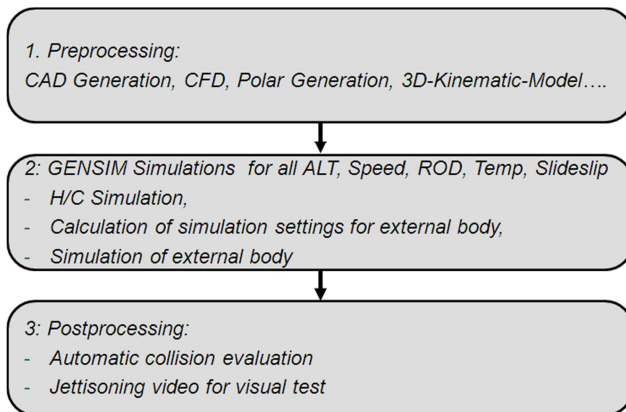 1. Preprocessing:
CAD Generation, CFD, Polar Generation, 3D-Kinematic-Model….
2: GENSIM Simulations for all ALT, Speed, ROD, Temp, Slideslip
- H/C Simulation,
- Calculation of simulation settings for external body,
- Simulation of external body
3: Postprocessing:
- Automatic collision evaluation
- Jettisoning video for visual test